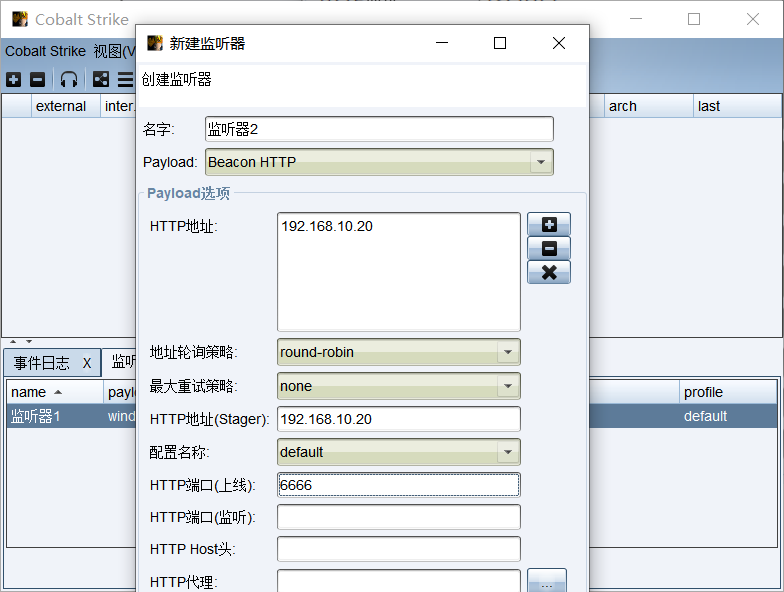 Cobalt Strike
新建监听器
Cobalt Strike 视图(V
创建监听器
external inter. arch last
名字: 监听器2
Payload: Beacon HTTP
Payload选项
HTTP地址: 192.168.10.20
地址轮询策略: round-robin
最大重试策略: none
HTTP地址(Stager): 192.168.10.20
配置名称: default
HTTP端口(上线): 6666
HTTP端口(监听):
HTTP Host头:
HTTP代理: ...
事件日志 X 监听
name payl profile
监听器1 wind default